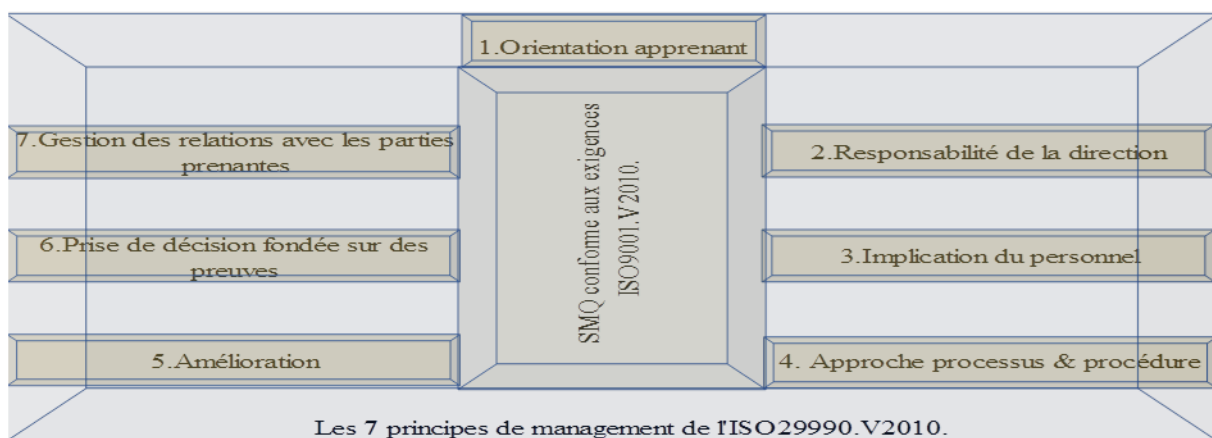 1.Orientation apprenant
7.Gestion des relations avec les parties
prenantes
2.Responsabilité de la direction
SMQ conforme aux exigences
ISO9001.V2010.
6.Prise de décision fondée sur des
preuves
3.Implication du personnel
5.Amélioration
4. Approche processus & procédure
Les 7 principes de management de l'ISO29990.V2010.